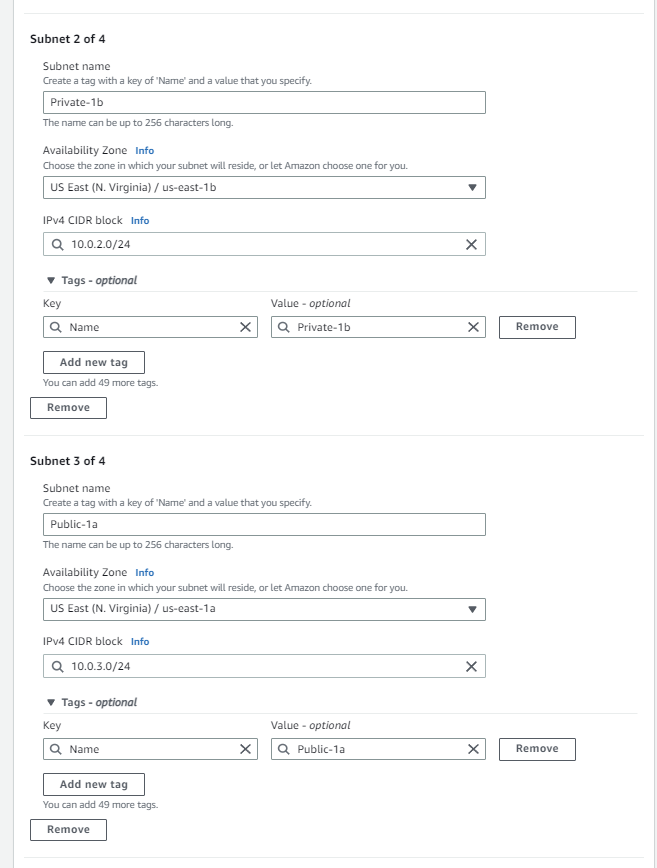 Subnet 2 of 4
Subnet name
Create a tag with a key of 'Name' and a value that you specify.
Private-1b
The name can be up to 256 characters long.
Availability Zone Info
Choose the zone in which your subnet will reside, or let Amazon choose one for you.
US East (N. Virginia) / us-east-1b
IPv4 CIDR block Info
10.0.2.0/24
Tags - optional
Key Value - optional
Name Private-1b Remove
Add new tag
You can add 49 more tags.
Remove
Subnet 3 of 4
Subnet name
Create a tag with a key of 'Name' and a value that you specify.
Public-1a
The name can be up to 256 characters long.
Availability Zone Info
Choose the zone in which your subnet will reside, or let Amazon choose one for you.
US East (N. Virginia) / us-east-1a
IPv4 CIDR block Info
10.0.3.0/24
Tags - optional
Key Value - optional
Name Public-1a Remove
Add new tag
You can add 49 more tags.
Remove